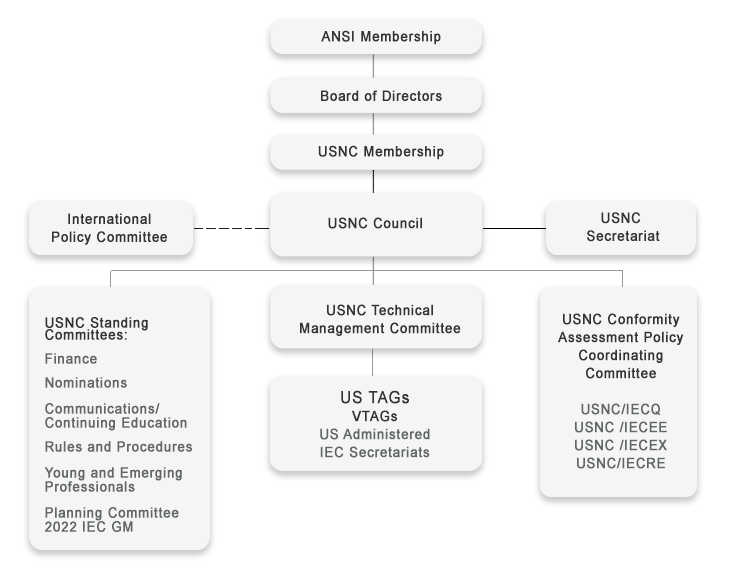 ANSI Membership
Board of Directors
USNC Membership
International
Policy Committee
USNC Council
USNC
Secretariat
USNC Standing
Committees:
Finance
Nominations
Communications/
Continuing Education
Rules and Procedures
Young and Emerging
Professionals
Planning Committee
2022 IEC GM
USNC Technical
Management Committee
US TAGs
VTAGs
US Administered
IEC Secretariats
USNC Conformity
Assessment Policy
Coordinating
Committee
USNC/IECQ
USNC /IECEE
USNC /IECEX
USNC/IECRE